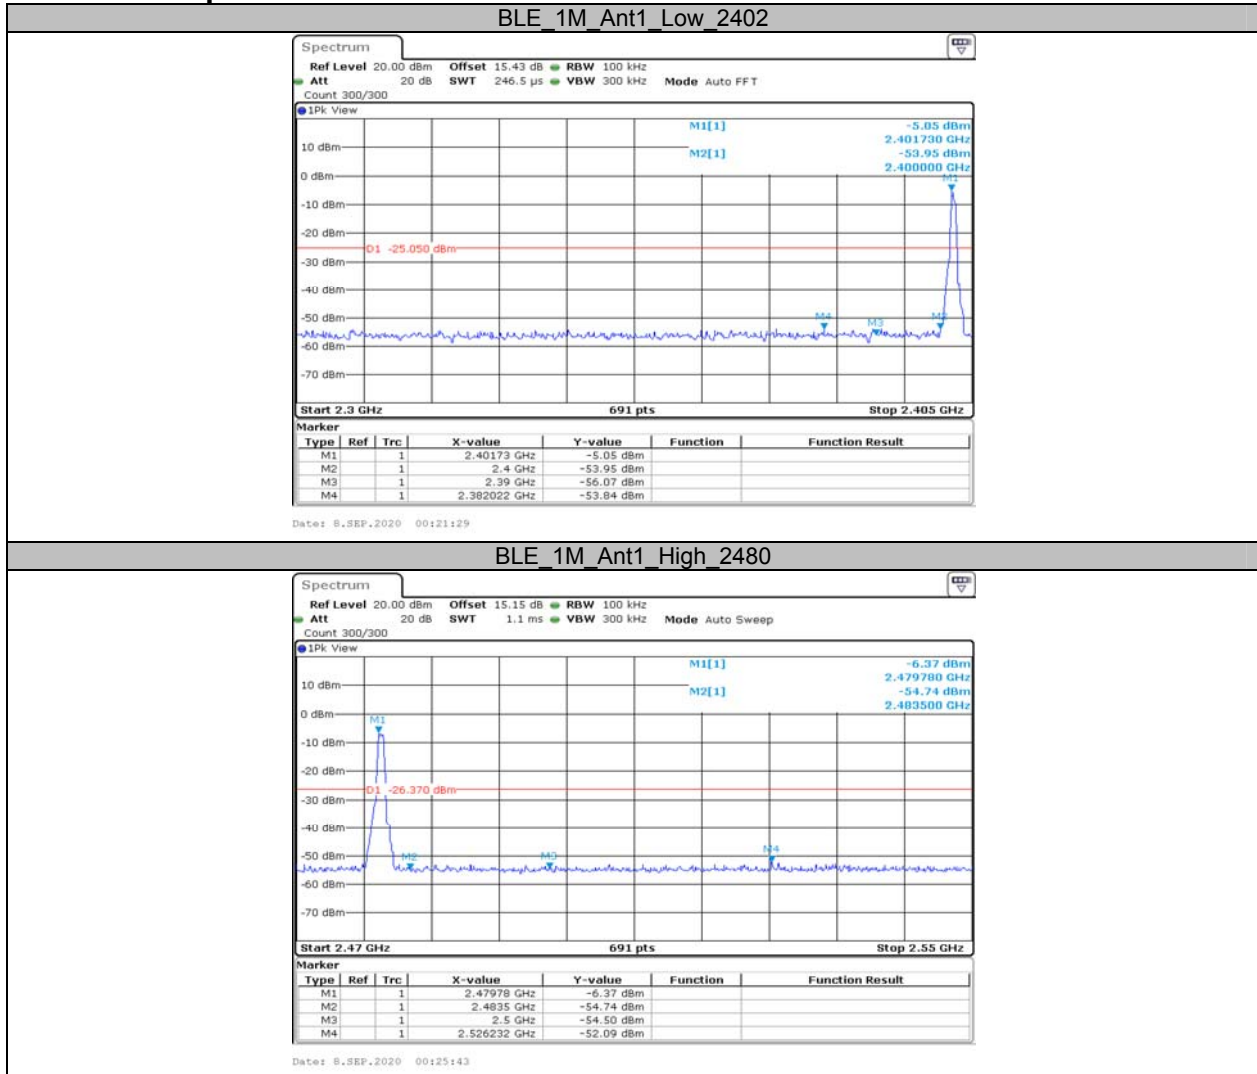 BLE_1M_Ant1_Low_2402
Spectrum
Ref Level 20.00 dBm Offset 15.43 dB RBW 100 kHz
Att 20 dB SWT 246.5 µs VBW 300 kHz Mode Auto FFT
Count 300/300
1Pk View
M1[1] -5.05 dBm
2.401730 GHz
10 dBm
M2[1] -53.95 dBm
2.400000 GHz
0 dBm
M1
-10 dBm
-20 dBm
D1 -25.050 dBm
-30 dBm
-40 dBm
-50 dBm
M4 M3 M2
-60 dBm
-70 dBm
Start 2.3 GHz 691 pts Stop 2.405 GHz
Marker
Type Ref Trc X-value Y-value Function Function Result
M1 1 2.40173 GHz -5.05 dBm
M2 1 2.4 GHz -53.95 dBm
M3 1 2.39 GHz -56.07 dBm
M4 1 2.382022 GHz -53.84 dBm
Date: 8.SEP.2020 00:21:29
BLE_1M_Ant1_High_2480
Spectrum
Ref Level 20.00 dBm Offset 15.15 dB RBW 100 kHz
Att 20 dB SWT 1.1 ms VBW 300 kHz Mode Auto Sweep
Count 300/300
1Pk View
M1[1] -6.37 dBm
2.479780 GHz
10 dBm
M2[1] -54.74 dBm
2.483500 GHz
0 dBm
M1
-10 dBm
-20 dBm
D1 -26.370 dBm
-30 dBm
-40 dBm
-50 dBm
M2 M3 M4
-60 dBm
-70 dBm
Start 2.47 GHz 691 pts Stop 2.55 GHz
Marker
Type Ref Trc X-value Y-value Function Function Result
M1 1 2.47978 GHz -6.37 dBm
M2 1 2.4835 GHz -54.74 dBm
M3 1 2.5 GHz -54.50 dBm
M4 1 2.526232 GHz -52.09 dBm
Date: 8.SEP.2020 00:25:43